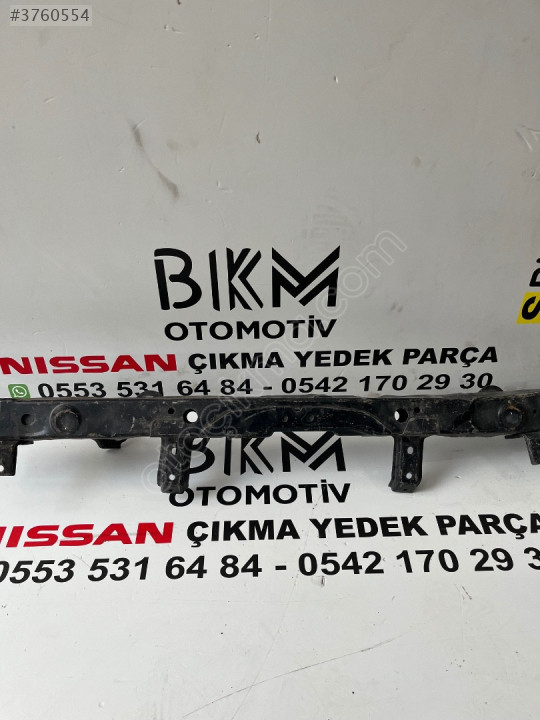 #3760554
BKM
OTOMOTİV
NISSAN ÇIKMA YEDEK PARÇA
0553 531 64 84 - 0542 170 29 30
BKM
OTOMOTİV
NISSAN ÇIKMA YEDEK PARÇA
0553 531 64 84 - 0542 170 29 30